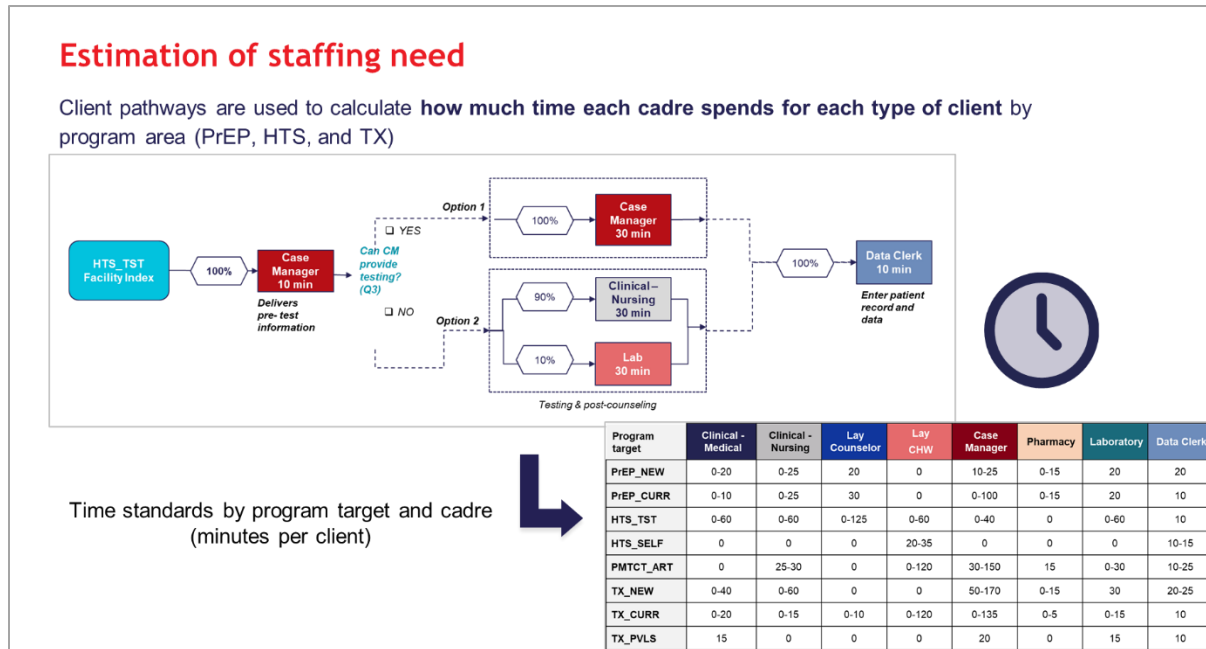 Estimation of staffing need
Client pathways are used to calculate how much time each cadre spends for each type of client by
program area (PrEP, HTS, and TX)
HTS_TST
Facility Index
100%
Case
Manager
10 min
Delivers
pre- test
information
Can CM
provide
testing?
(Q3)
❑ YES
❑ NO
Option 1
100%
Case
Manager
30 min
Option 2
90%
Clinical –
Nursing
30 min
10%
Lab
30 min
Testing & post-counseling
100%
Data Clerk
10 min
Enter patient
record and
data
Time standards by program target and cadre
(minutes per client)
Program target Clinical - Medical Clinical - Nursing Lay Counselor Lay CHW Case Manager Pharmacy Laboratory Data Clerk
PrEP_NEW 0-20 0-25 20 0 10-25 0-15 20 20
PrEP_CURR 0-10 0-25 30 0 0-100 0-15 20 10
HTS_TST 0-60 0-60 0-125 0-60 0-40 0 0-60 10
HTS_SELF 0 0 0 20-35 0 0 0 10-15
PMTCT_ART 0 25-30 0 0-120 30-150 15 0-30 10-25
TX_NEW 0-40 0-60 0 0 50-170 0-15 30 20-25
TX_CURR 0-20 0-15 0-10 0-120 0-135 0-5 0-15 10
TX_PVLS 15 0 0 0 20 0 15 10